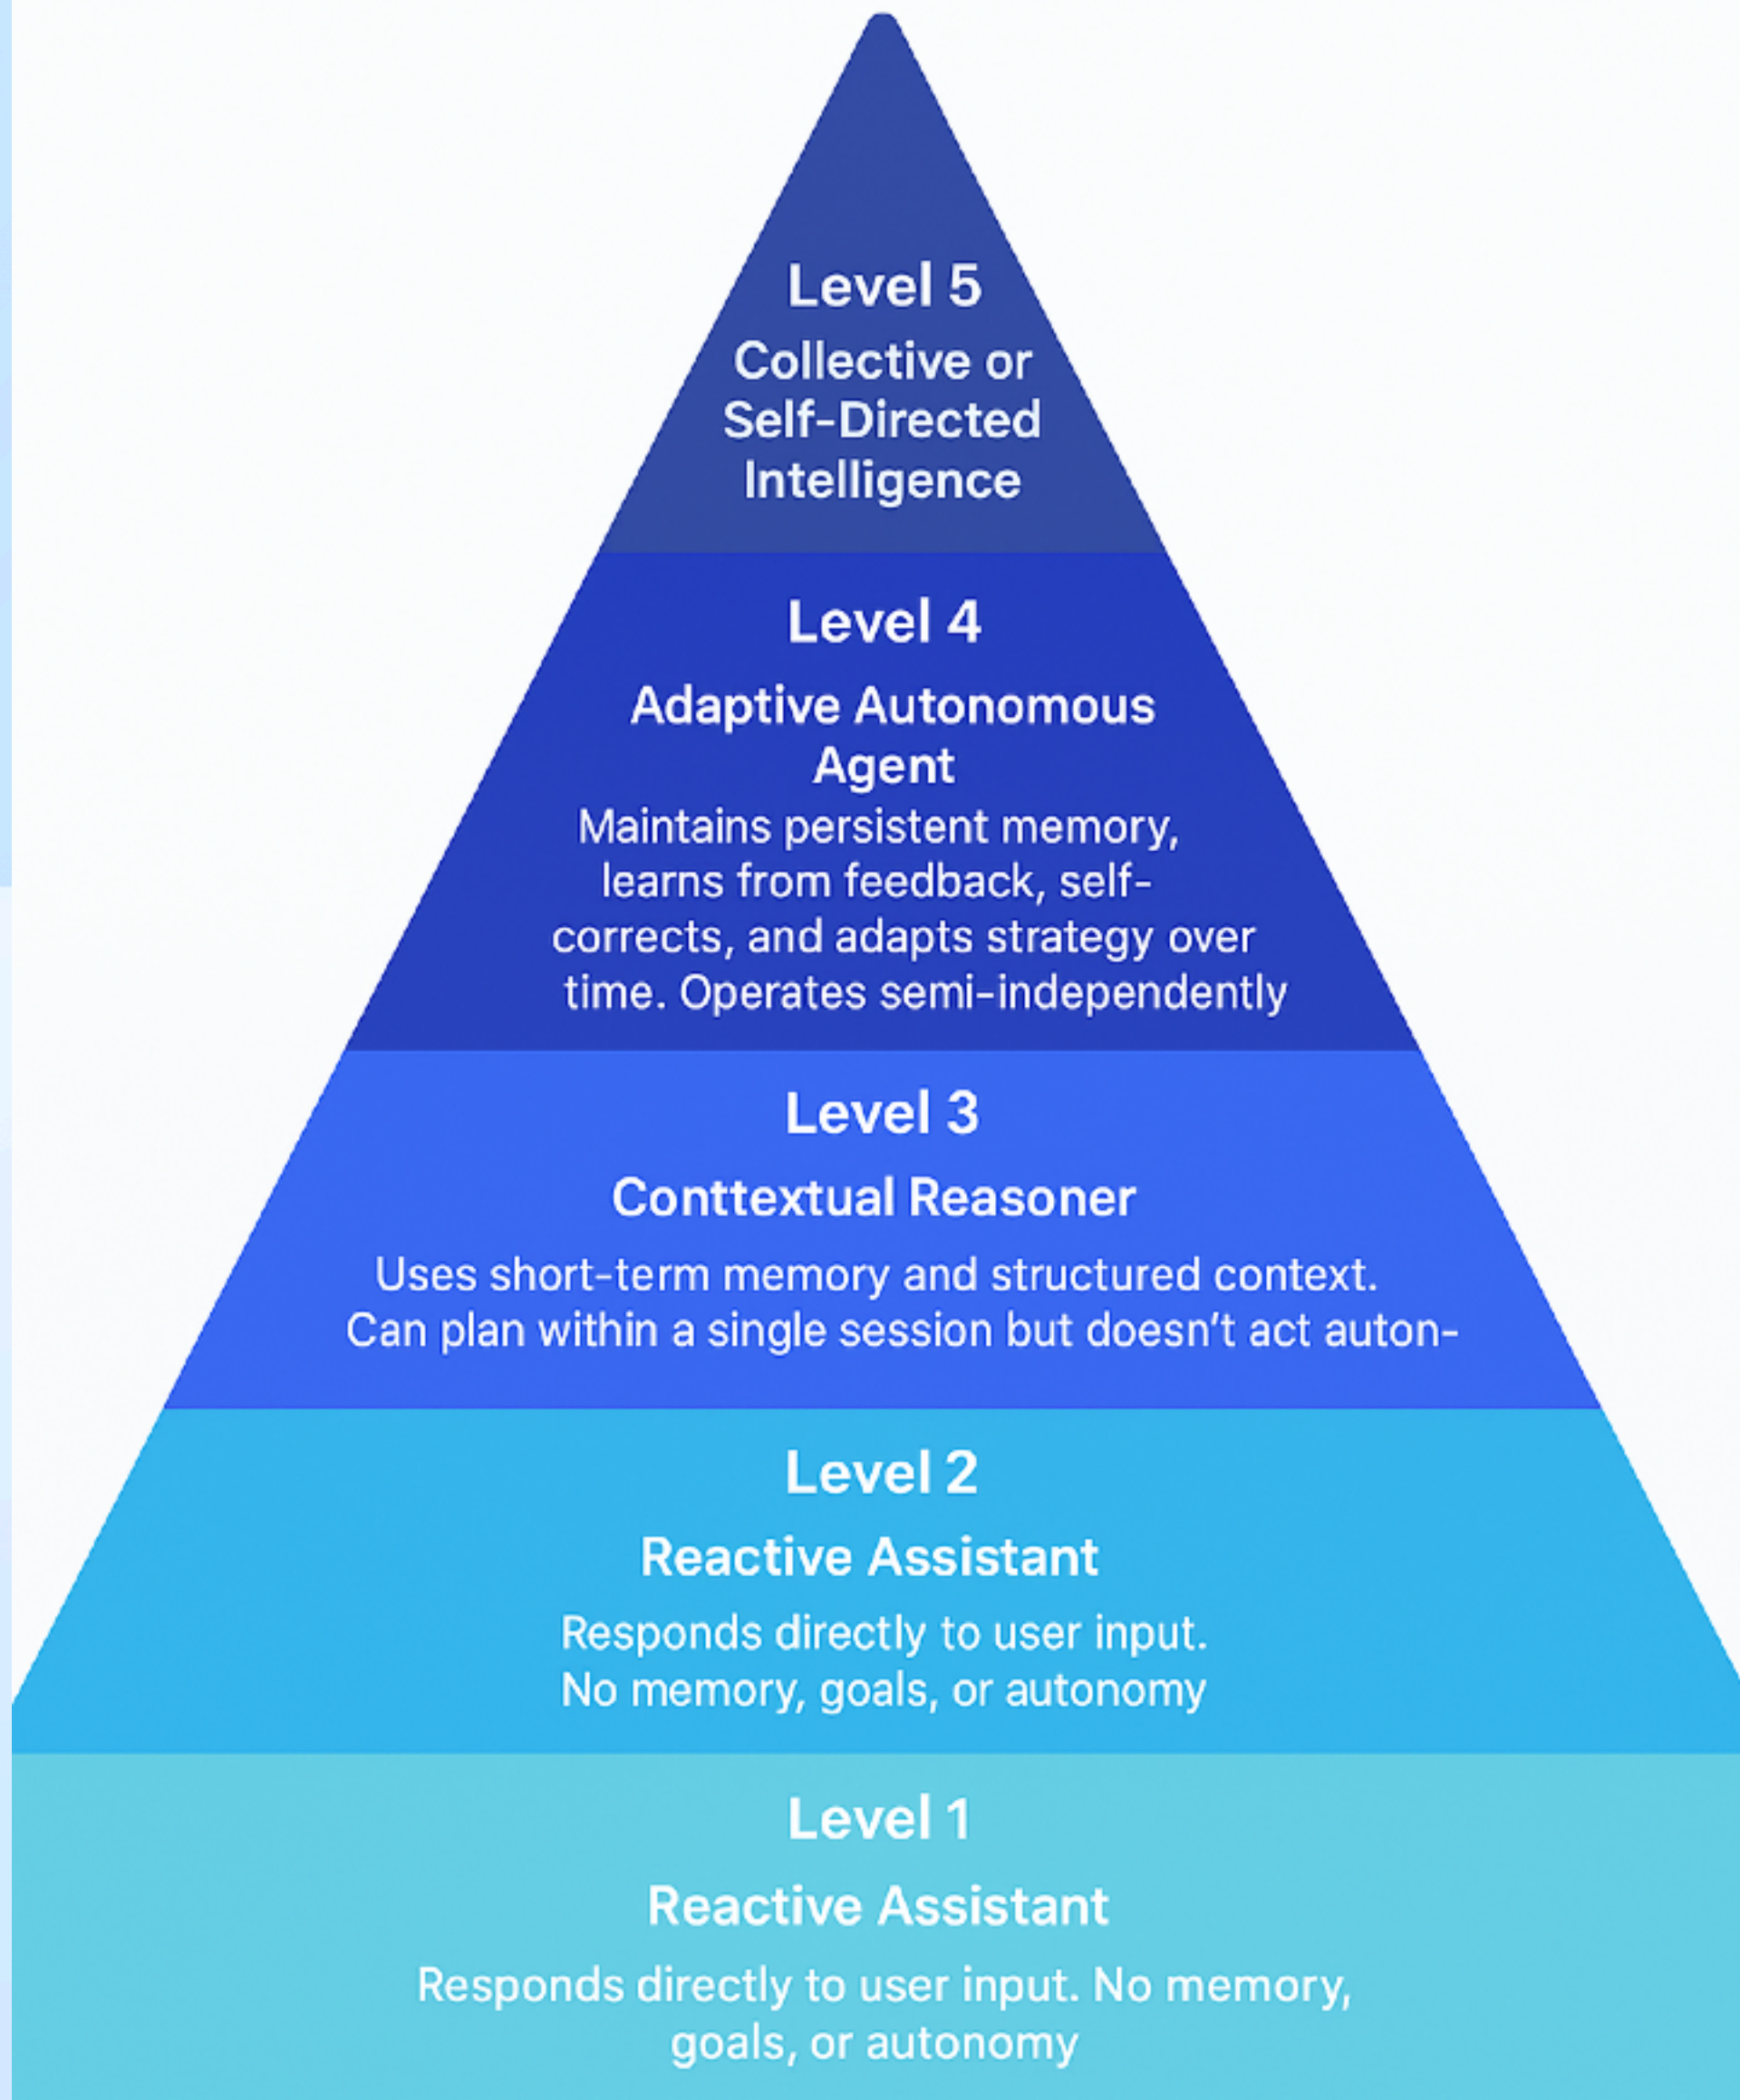 Level 5
Collective or
Self-Directed
Intelligence
Level 4
Adaptive Autonomous
Agent
Maintains persistent memory,
learns from feedback, self-
corrects, and adapts strategy over
time. Operates semi-independently
Level 3
Conttextual Reasoner
Uses short-term memory and structured context.
Can plan within a single session but doesn't act auton-
Level 2
Reactive Assistant
Responds directly to user input.
No memory, goals, or autonomy
Level 1
Reactive Assistant
Responds directly to user input. No memory,
goals, or autonomy